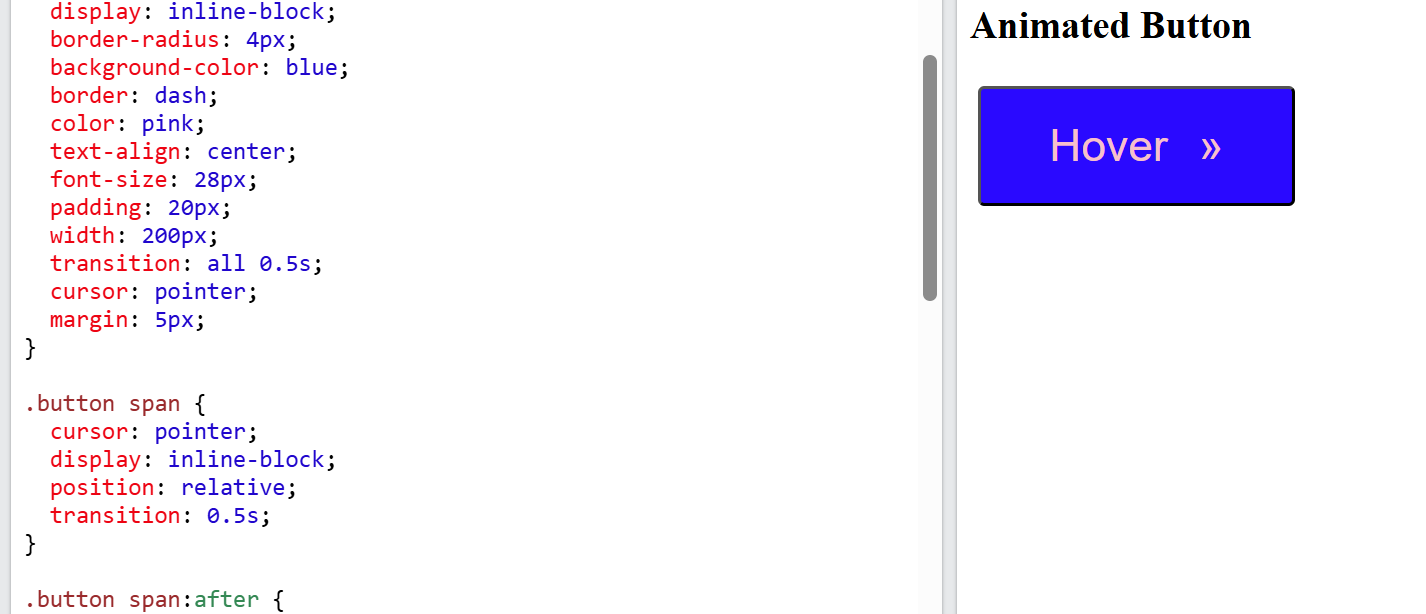 display: inline-block;
border-radius: 4px;
background-color: blue;
border: dash;
color: pink;
text-align: center;
font-size: 28px;
padding: 20px;
width: 200px;
transition: all 0.5s;
cursor: pointer;
margin: 5px;
}
.button span {
cursor: pointer;
display: inline-block;
position: relative;
transition: 0.5s;
}
.button span:after {
Animated Button
Hover »